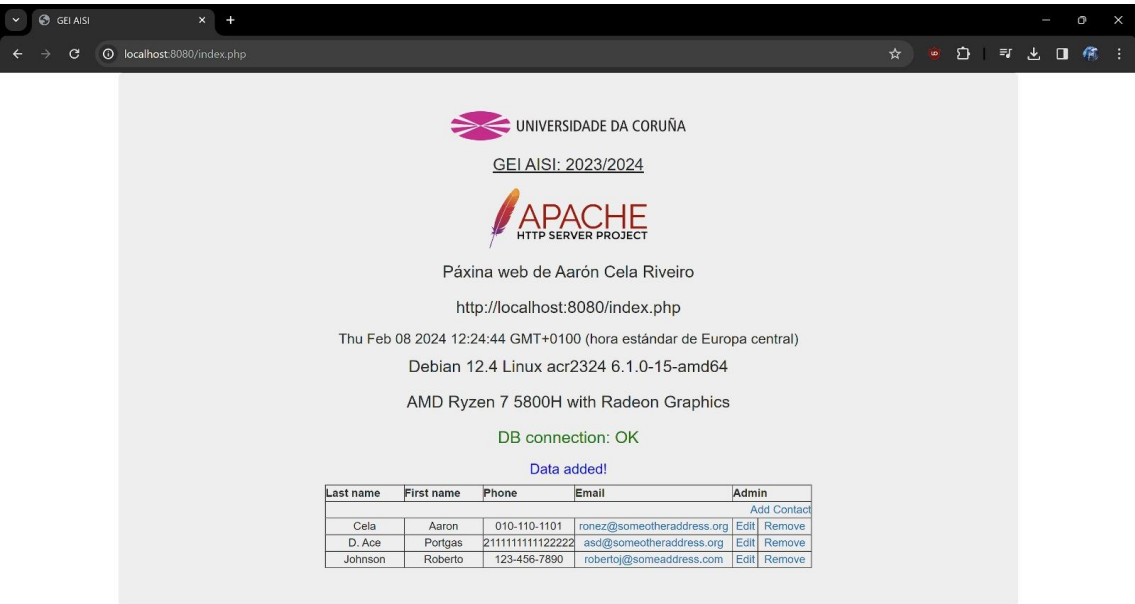 GEI AISI
localhost:8080/index.php
UNIVERSIDADE DA CORUÑA
GEI AISI: 2023/2024
APACHE
HTTP SERVER PROJECT
Páxina web de Aarón Cela Riveiro
http://localhost:8080/index.php
Thu Feb 08 2024 12:24:44 GMT+0100 (hora estándar de Europa central)
Debian 12.4 Linux acr2324 6.1.0-15-amd64
AMD Ryzen 7 5800H with Radeon Graphics
DB connection: OK
Data added!
Last name First name Phone Email Admin
Add Contact
Cela Aaron 010-110-1101 ronez@someotheraddress.org Edit Remove
D. Ace Portgas 2111111111122222 asd@someotheraddress.org Edit Remove
Johnson Roberto 123-456-7890 robertoj@someaddress.com Edit Remove